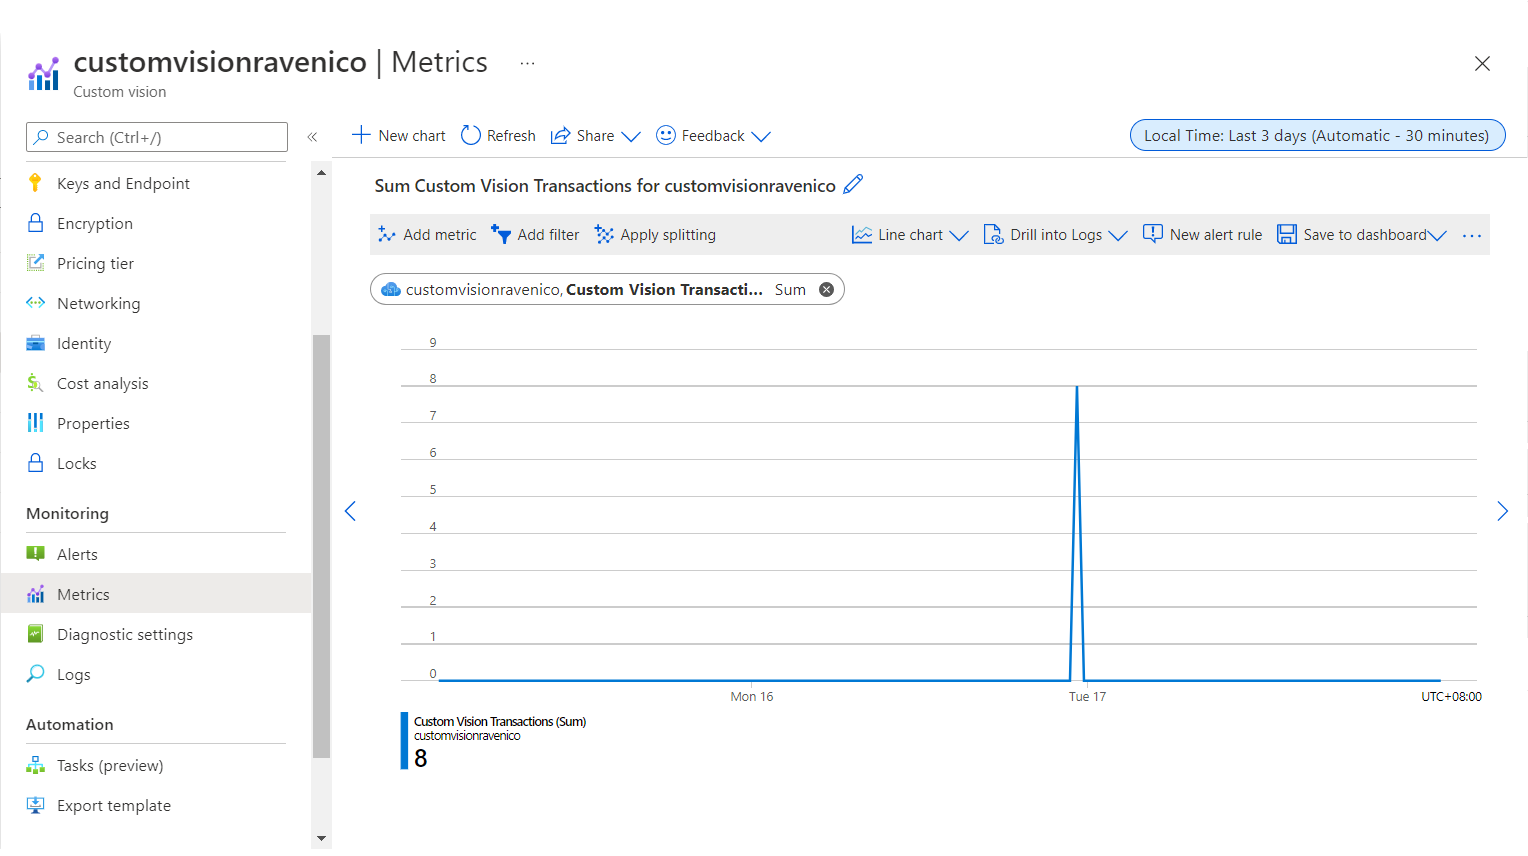 customvisionravenico | Metrics ...
Custom vision
Search (Ctrl+/)
«
Keys and Endpoint
Encryption
Pricing tier
Networking
Identity
Cost analysis
Properties
Locks
Monitoring
Alerts
Metrics
Diagnostic settings
Logs
Automation
Tasks (preview)
Export template
New chart Refresh Share Feedback
Local Time: Last 3 days (Automatic - 30 minutes)
Sum Custom Vision Transactions for customvisionravenico
Add metric Add filter Apply splitting Line chart Drill into Logs New alert rule Save to dashboard ...
customvisionravenico, Custom Vision Transacti... Sum
9
8
7
6
5
4
3
2
1
0
Mon 16 Tue 17 UTC+08:00
Custom Vision Transactions (Sum)
customvisionravenico
8